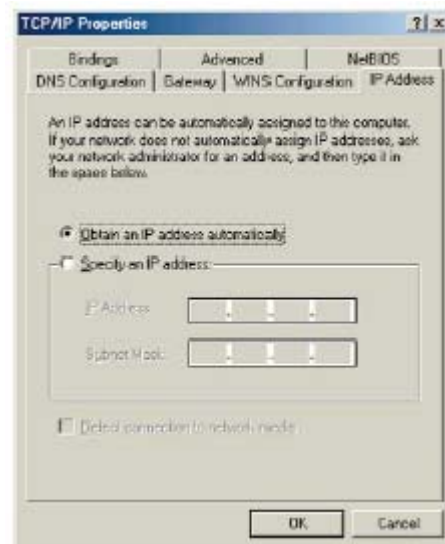 TCP/IP Properties
Bindings Advanced NetBIOS
DNS Configuration Gateway WINS Configuration IP Address
An IP address can be automatically assigned to this computer.
If your network does not automatically assign IP addresses, ask
your network administrator for an address, and then type it in
the space below.
Obtain an IP address automatically
Specify an IP address:
IP Address:
Subnet Mask:
Detect connection to network media
OK Cancel